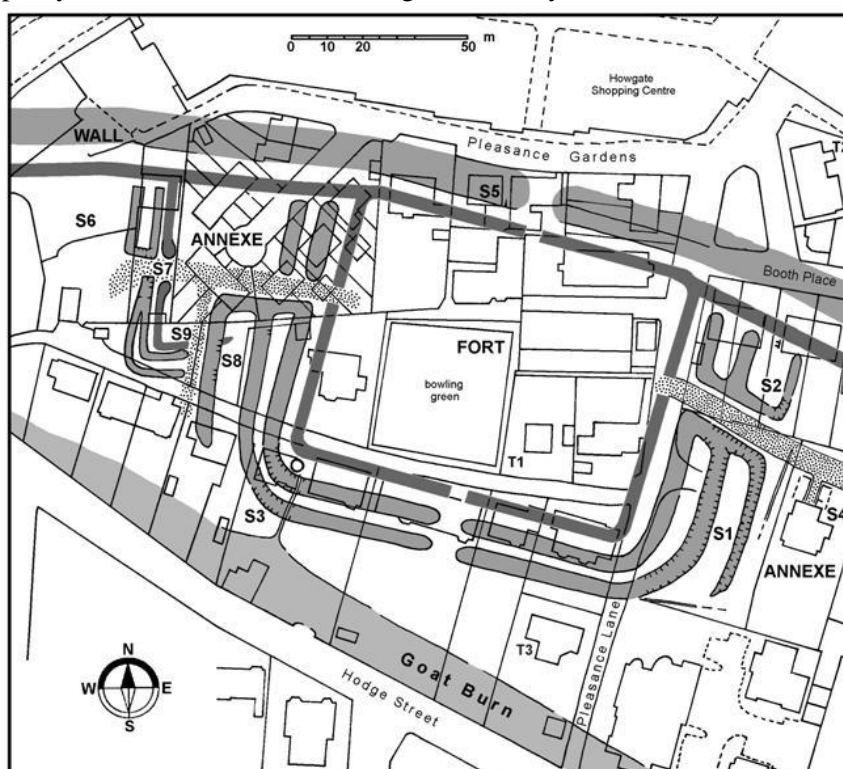 0 10 20 50 m
Howgate
Shopping Centre
WALL
Pleasance Gardens
S5
S6
ANNEXE
S7
Booth Place
S9
S8
FORT
bowling
green
S2
T1
S3
S4
S1
ANNEXE
T3
Pleasance Lane
Goat Burn
Hodge Street
N
W E
S